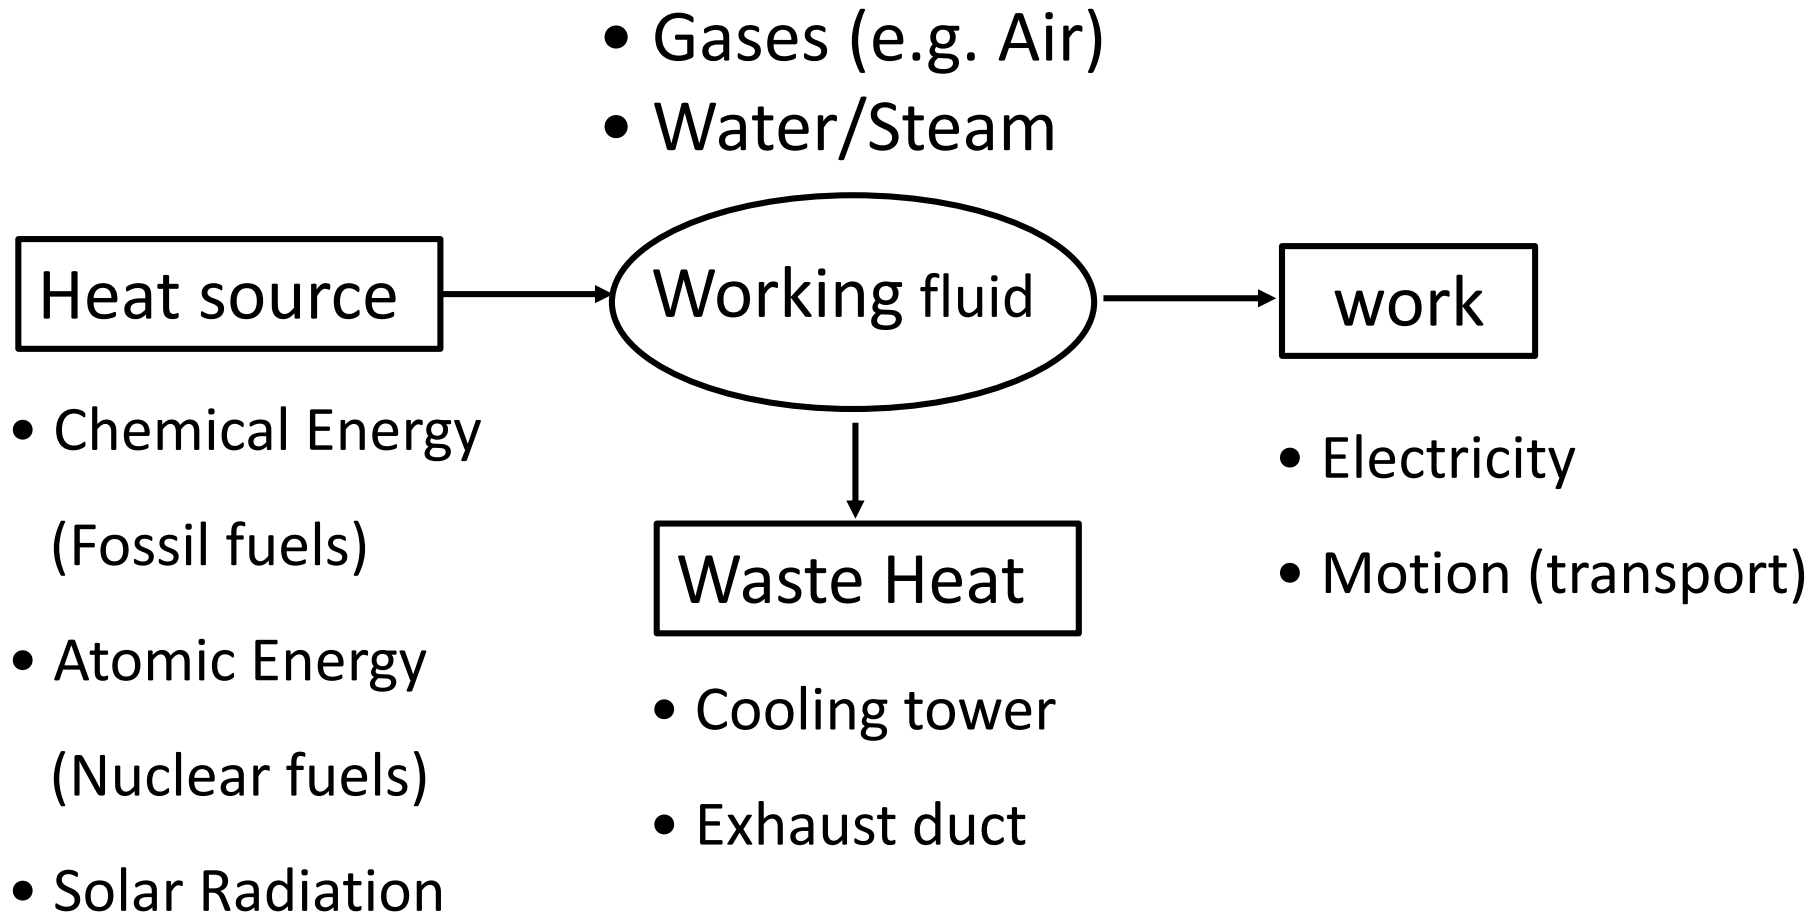 • Gases (e.g. Air)
• Water/Steam
Heat source
Working fluid
work
• Chemical Energy
(Fossil fuels)
• Atomic Energy
(Nuclear fuels)
• Solar Radiation
Waste Heat
• Cooling tower
• Exhaust duct
• Electricity
• Motion (transport)